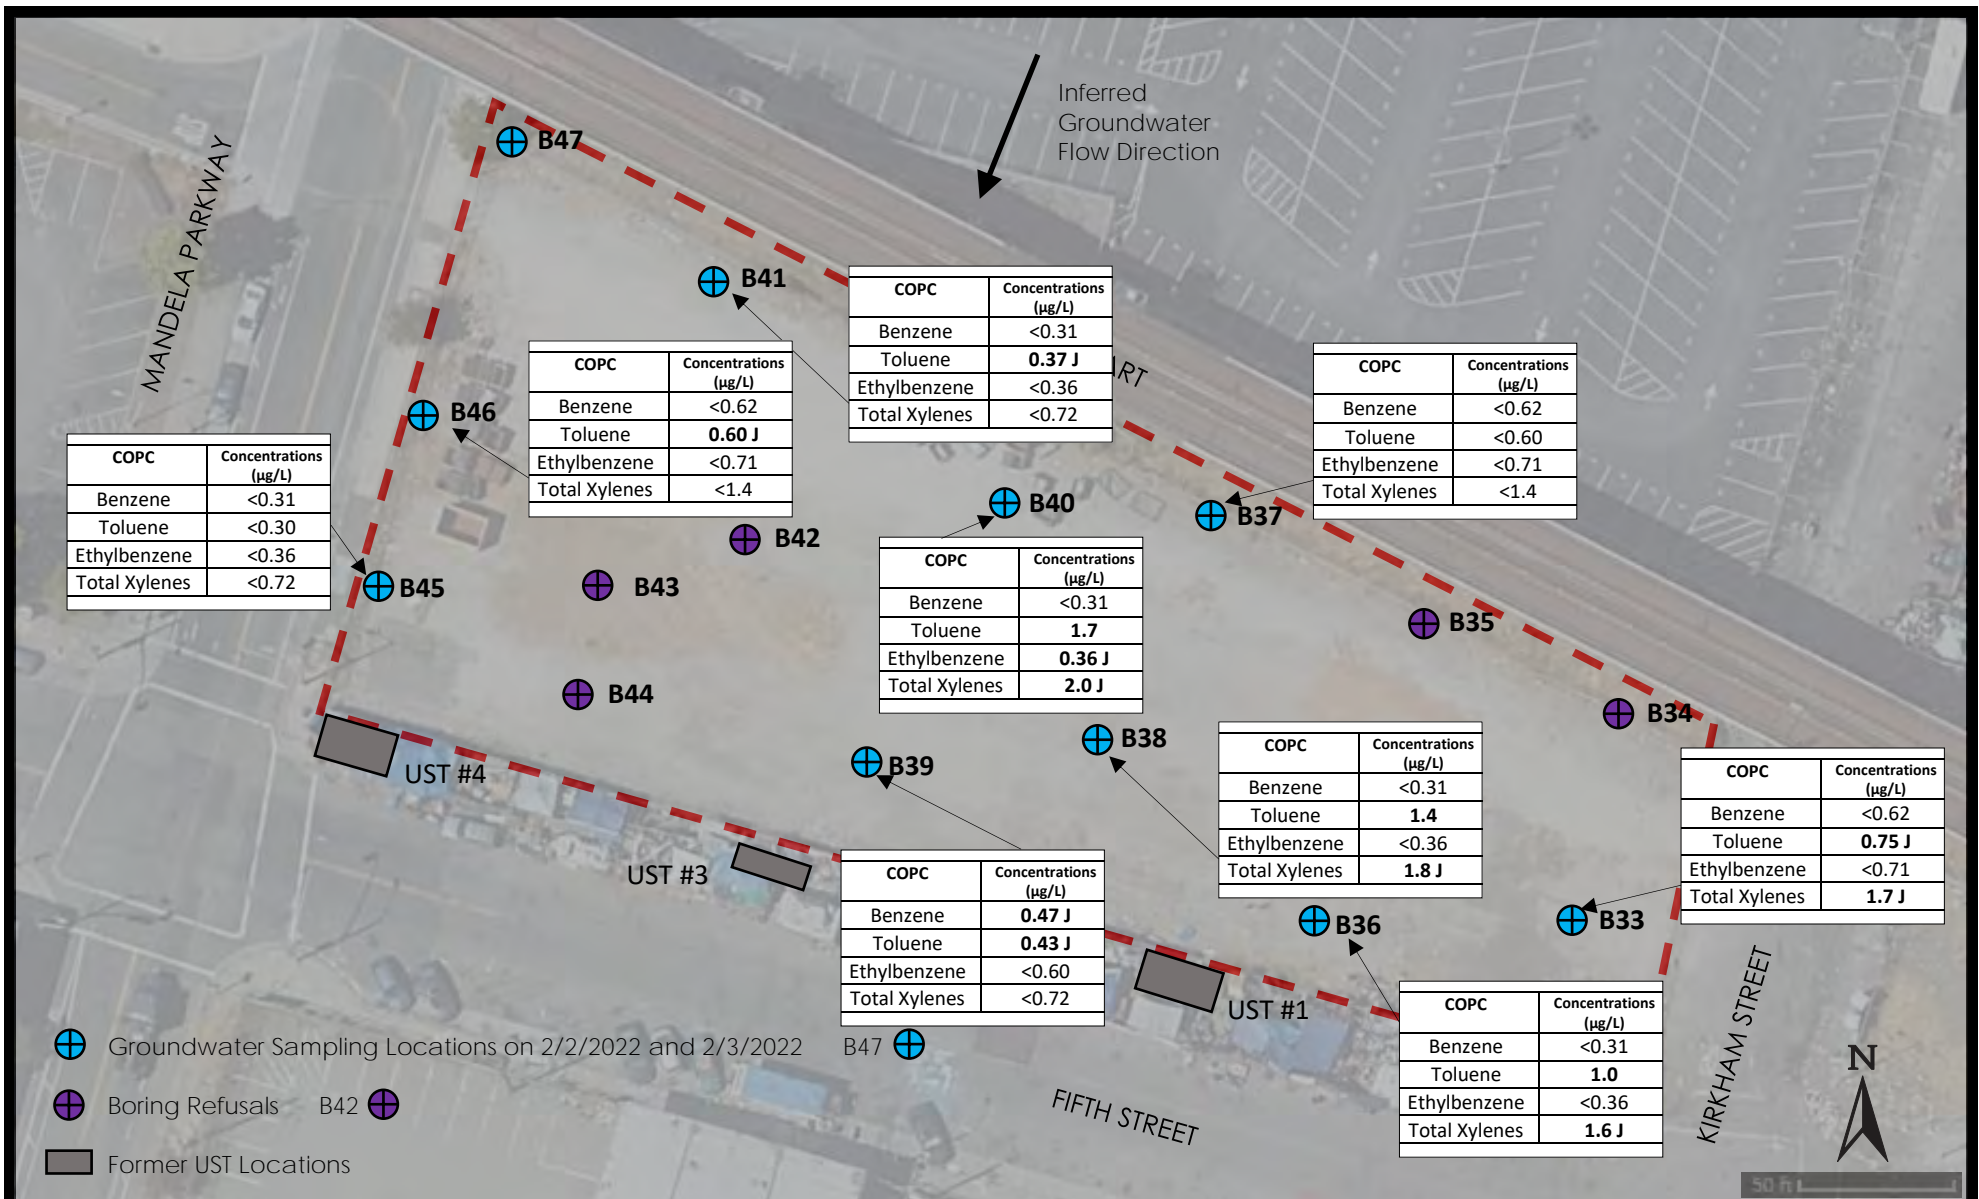 Inferred
Groundwater
Flow Direction
MANDELA PARKWAY
B47
B41
COPC Concentrations (µg/L)
Benzene <0.31
Toluene 0.37 J
Ethylbenzene <0.36
Total Xylenes <0.72
B46
COPC Concentrations (µg/L)
Benzene <0.62
Toluene 0.60 J
Ethylbenzene <0.71
Total Xylenes <1.4
ART
COPC Concentrations (µg/L)
Benzene <0.62
Toluene <0.60
Ethylbenzene <0.71
Total Xylenes <1.4
B37
COPC Concentrations (µg/L)
Benzene <0.31
Toluene <0.30
Ethylbenzene <0.36
Total Xylenes <0.72
B45
B40
COPC Concentrations (µg/L)
Benzene <0.31
Toluene 1.7
Ethylbenzene 0.36 J
Total Xylenes 2.0 J
B42
B43
B44
B35
B34
B38
COPC Concentrations (µg/L)
Benzene <0.31
Toluene 1.4
Ethylbenzene <0.36
Total Xylenes 1.8 J
B39
COPC Concentrations (µg/L)
Benzene 0.47 J
Toluene 0.43 J
Ethylbenzene <0.60
Total Xylenes <0.72
B33
COPC Concentrations (µg/L)
Benzene <0.62
Toluene 0.75 J
Ethylbenzene <0.71
Total Xylenes 1.7 J
B36
COPC Concentrations (µg/L)
Benzene <0.31
Toluene 1.0
Ethylbenzene <0.36
Total Xylenes 1.6 J
UST #4
UST #3
UST #1
Groundwater Sampling Locations on 2/2/2022 and 2/3/2022 B47
Boring Refusals B42
Former UST Locations
FIFTH STREET
KIRKHAM STREET
N
50 ft